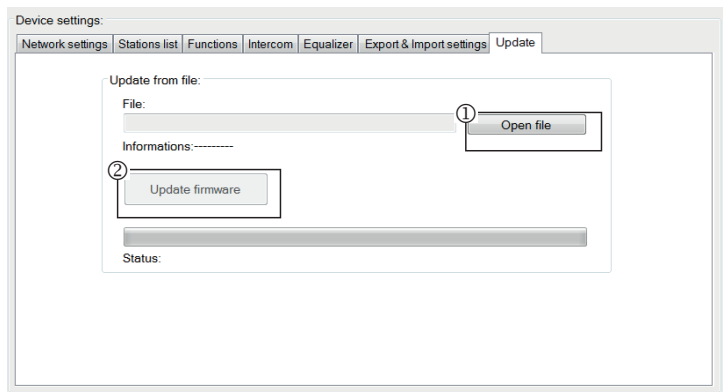 Device settings:
Network settings Stations list Functions Intercom Equalizer Export & Import settings Update
Update from file:
File:
① Open file
Informations:---------
②
Update firmware
Status: